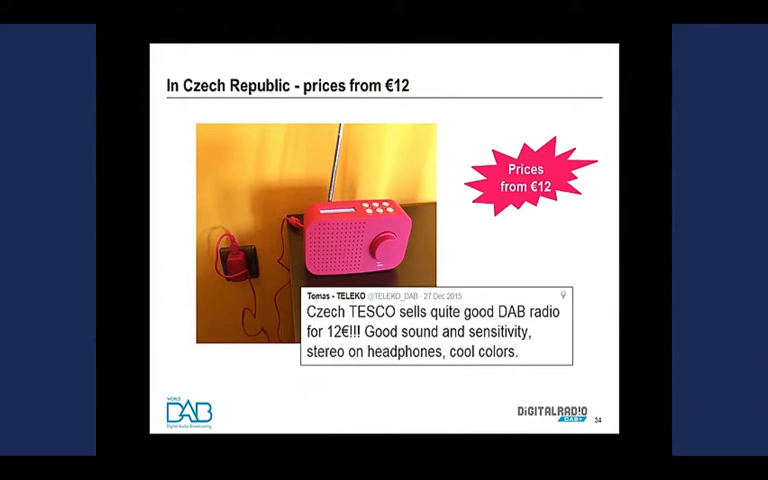 In Czech Republic - prices from €12
Prices
from €12
Tomas - TELEKO @TELEKO_DAB · 27 Dec 2015
Czech TESCO sells quite good DAB radio
for 12€!!! Good sound and sensitivity,
stereo on headphones, cool colors.
WORLD
DAB
Digital Audio Broadcasting
DiGiTALRADiO
DAB+
34